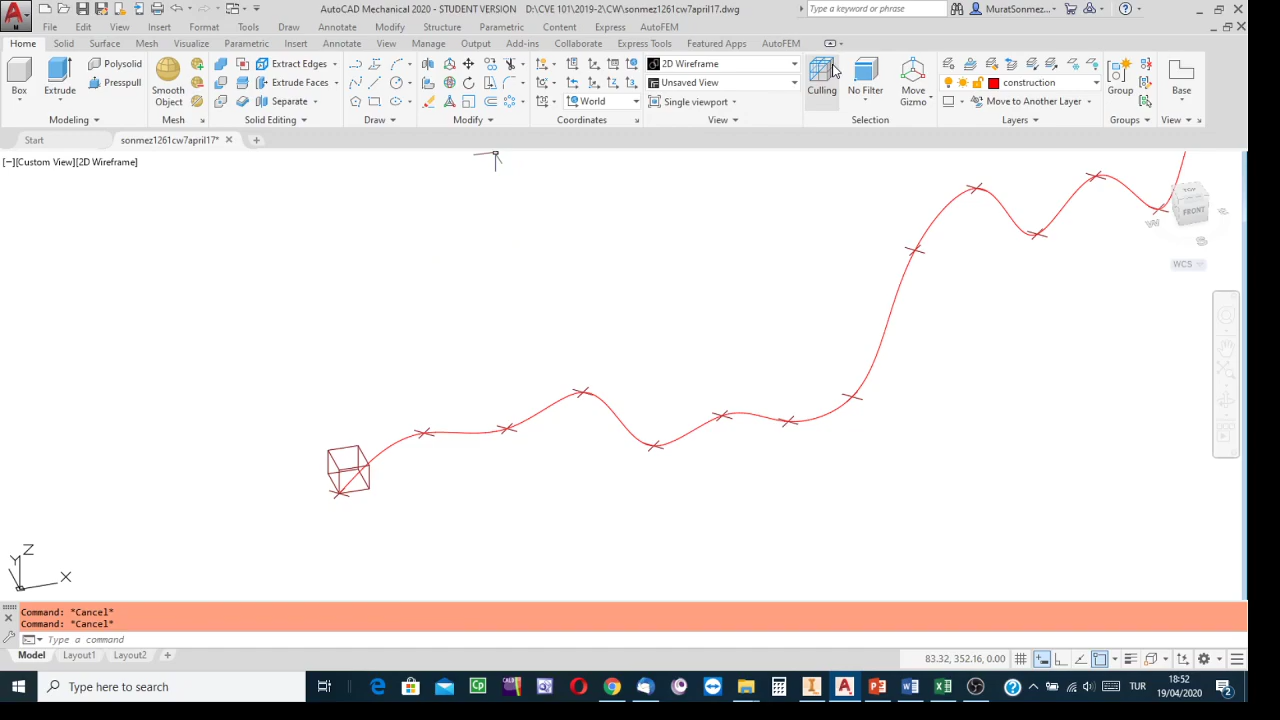 AutoCAD Mechanical 2020 - STUDENT VERSION D:\CVE 101\2019-2\CW\sonmez1261cw7april17.dwg
Type a keyword or phrase
MuratSonmez...
File Edit View Insert Format Tools Draw Dimension Modify Structure Parametric Content Express Window Help AutoFEM
Home Solid Surface Mesh Visualize Parametric Insert Annotate View Manage Output Add-ins Collaborate Express Tools Featured Apps AutoFEM
Polysolid
Extract Edges
2D Wireframe
construction
Extrude Faces
Unsaved View
Box Extrude
Smooth Object
Separate
World
Single viewport
Culling No Filter Move Gizmo
Move to Another Layer
Group Base
Modeling Mesh Solid Editing Draw Modify Coordinates View Selection Layers Groups View
Start sonmez1261cw7april17*
[−][Custom View][2D Wireframe]
TOP
FRONT
W
S
WCS
Z
Y
X
Command: *Cancel*
Command: *Cancel*
Type a command
Model Layout1 Layout2
83.32, 352.16, 0.00
Type here to search
Cp
TUR
18:52
19/04/2020
2